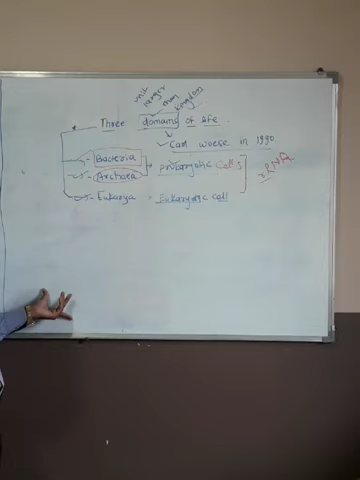 unit larger than kingdom
Three domains of life
Carl woese in 1990
Bacteria
prokaryotic cells
Archaea
rRNA
Eukarya - Eukaryotic cell